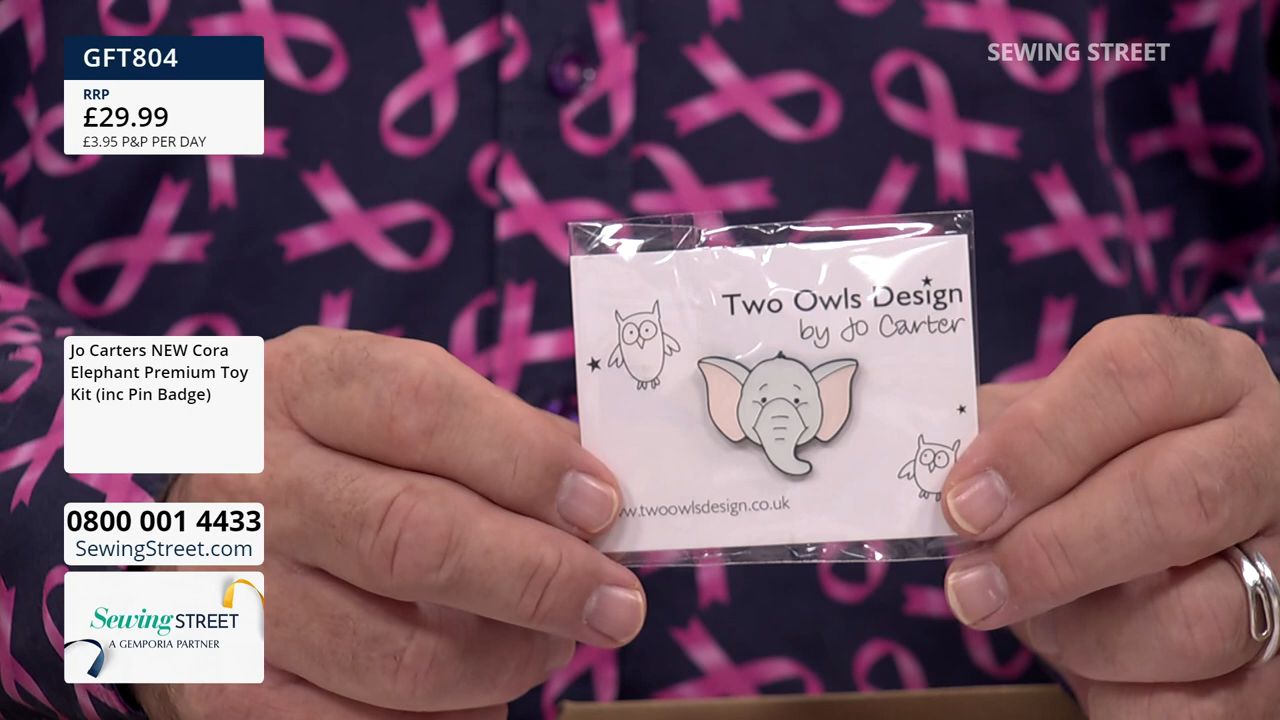 GFT804
RRP
£29.99
£3.95 P&P PER DAY
SEWING STREET
Two Owls Design
by Jo Carter
w.twoowlsdesign.co.uk
Jo Carters NEW Cora
Elephant Premium Toy
Kit (inc Pin Badge)
0800 001 4433
SewingStreet.com
Sewing STREET
A GEMPORIA PARTNER